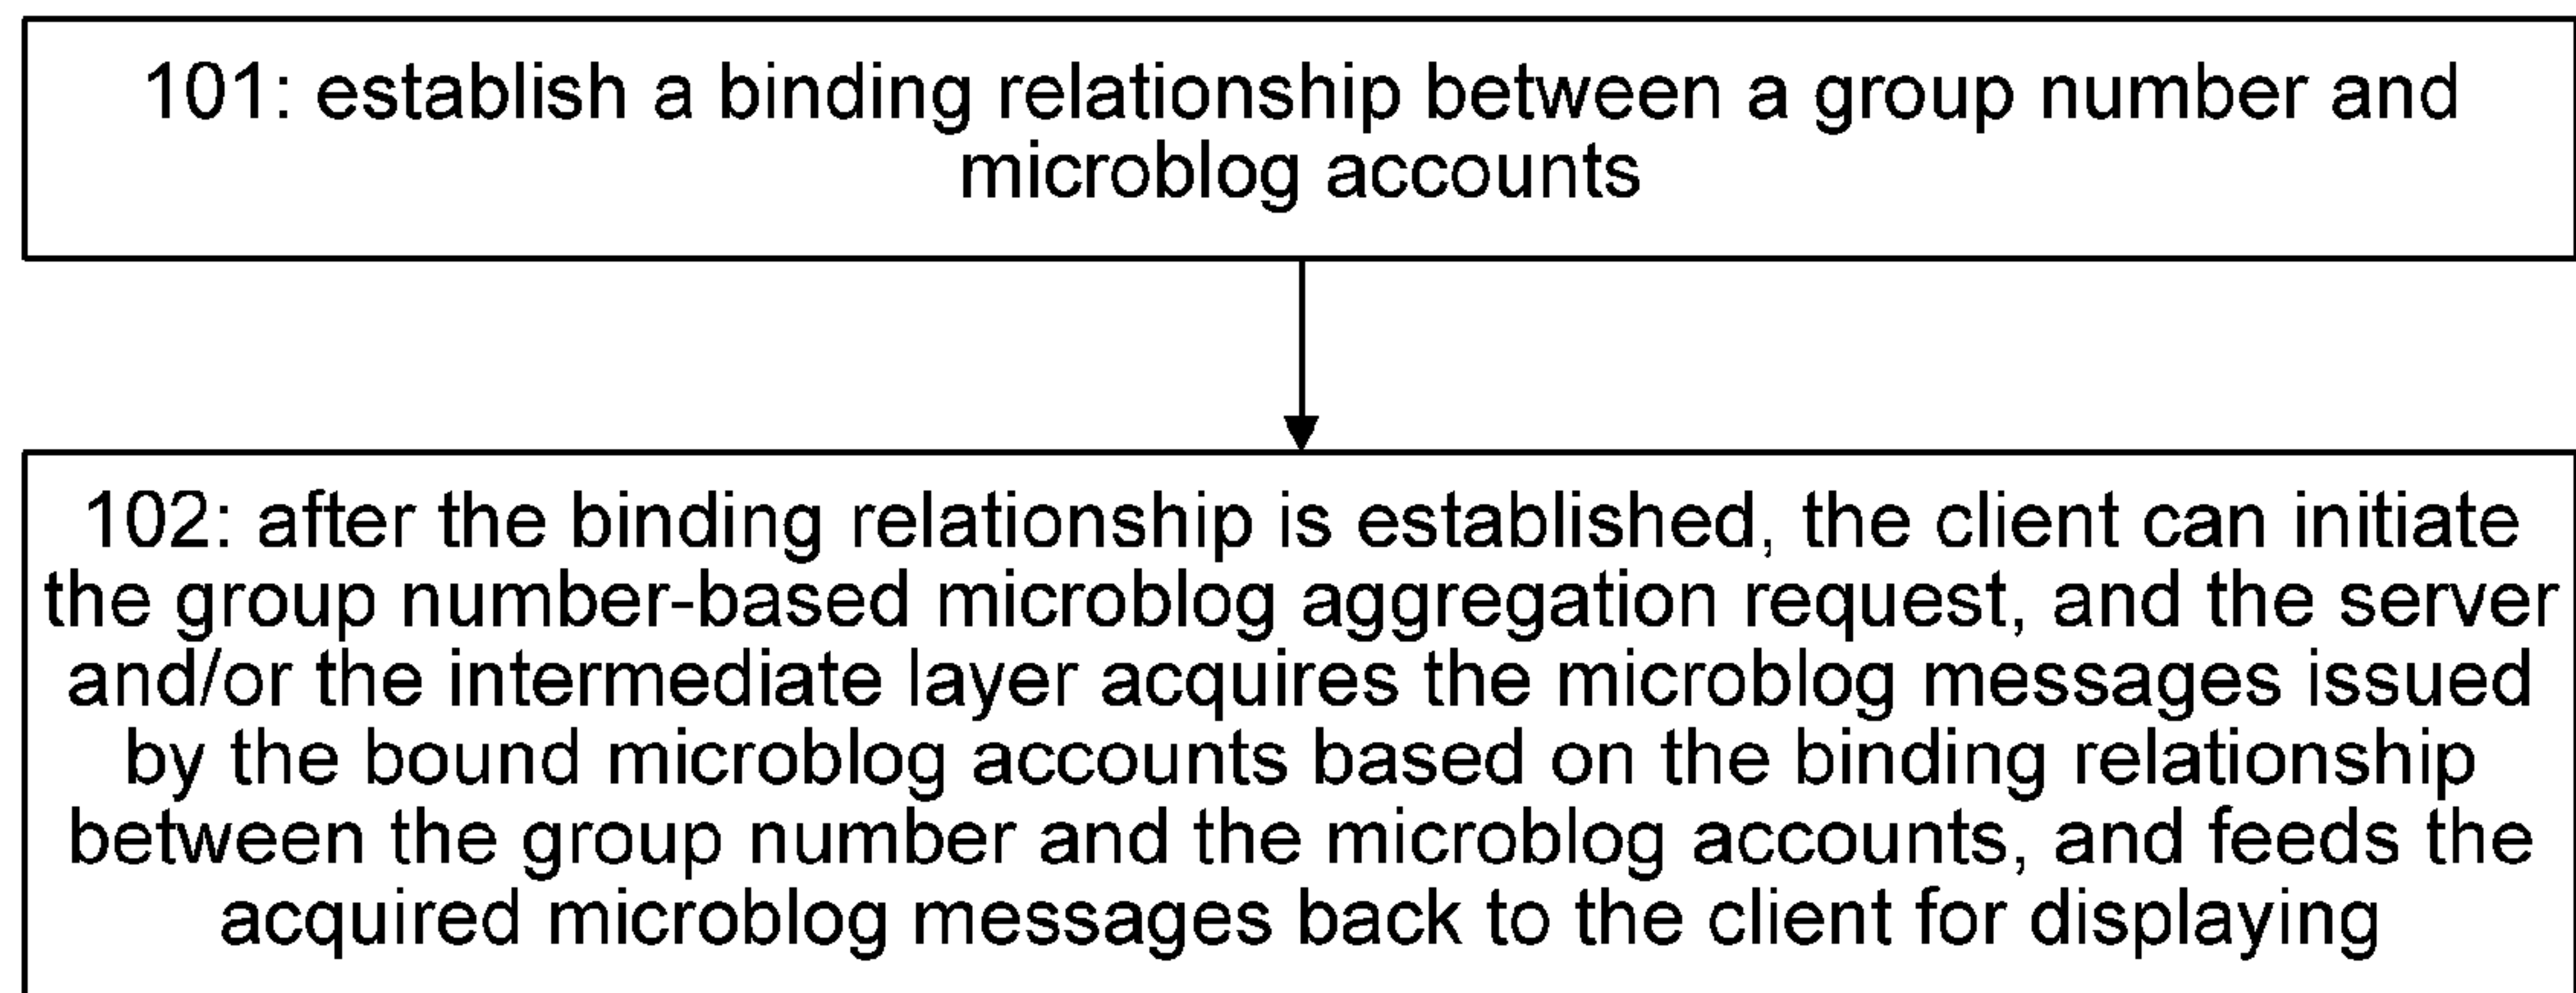 101: establish a binding relationship between a group number and
microblog accounts
102: after the binding relationship is established, the client can initiate
the group number-based microblog aggregation request, and the server
and/or the intermediate layer acquires the microblog messages issued
by the bound microblog accounts based on the binding relationship
between the group number and the microblog accounts, and feeds the
acquired microblog messages back to the client for displaying